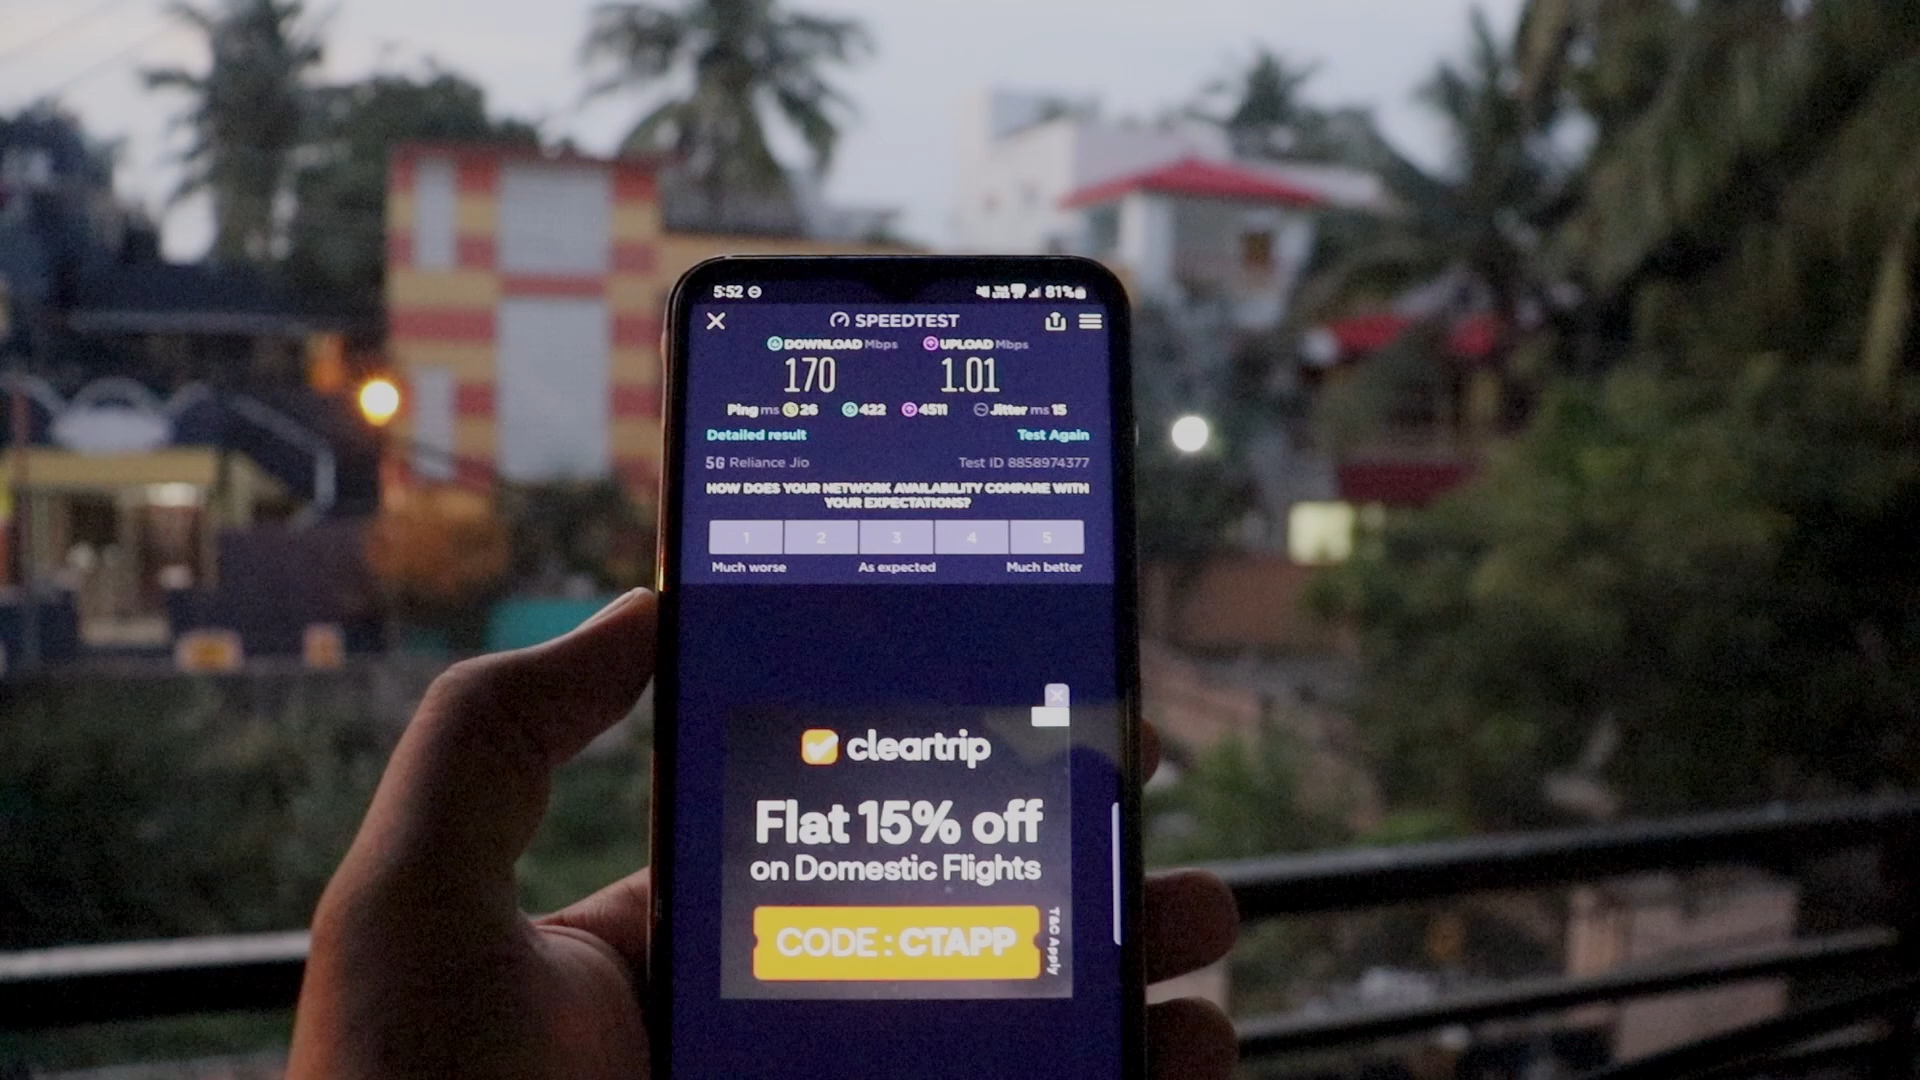 5:52 81%
SPEEDTEST
DOWNLOAD Mbps UPLOAD Mbps
170 1.01
Ping ms 26 422 4511 Jitter ms 15
Detailed result Test Again
5G Reliance Jio Test ID 8858974377
HOW DOES YOUR NETWORK AVAILABILITY COMPARE WITH
YOUR EXPECTATIONS?
1 2 3 4 5
Much worse As expected Much better
cleartrip
Flat 15% off
on Domestic Flights
CODE : CTAPP
T&C Apply